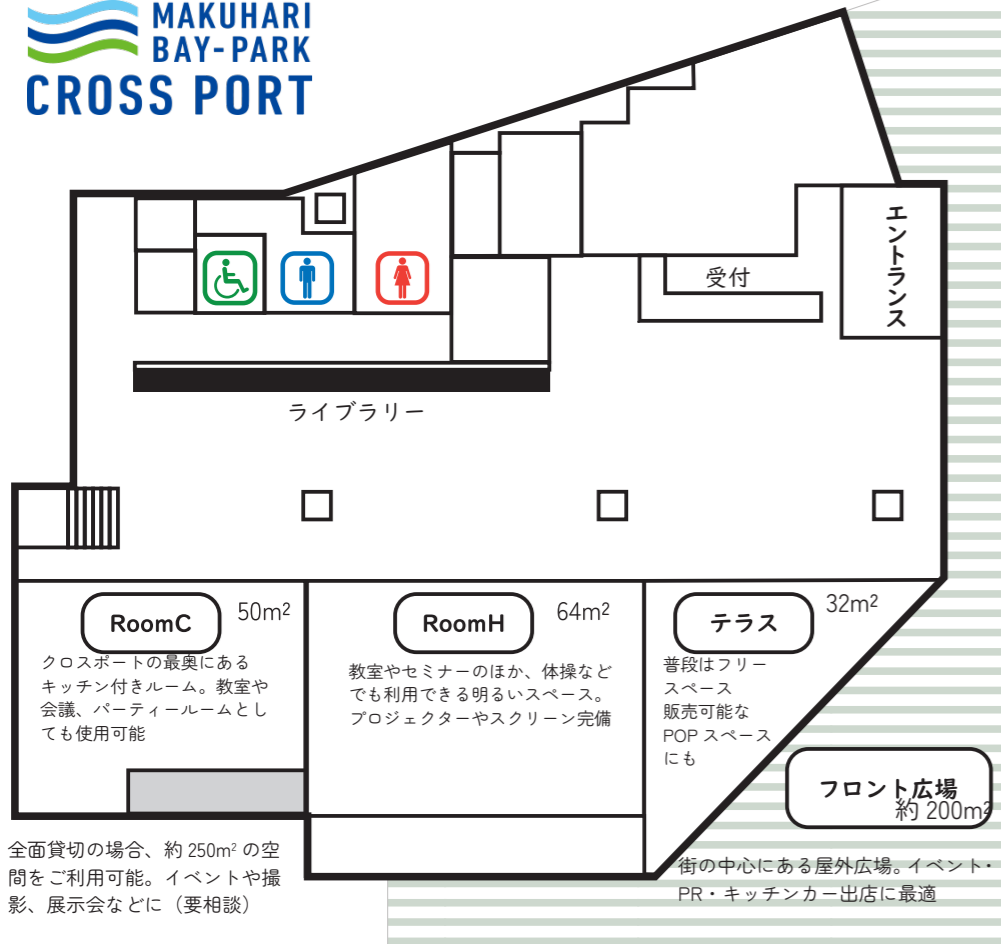 MAKUHARI
BAY-PARK
CROSS PORT
エントランス
受付
ライブラリー
RoomC
50m²
クロスポートの最奥にある
キッチン付きルーム。教室や
会議、パーティールームとし
ても使用可能
RoomH
64m²
教室やセミナーのほか、体操など
でも利用できる明るいスペース。
プロジェクターやスクリーン完備
テラス
32m²
普段はフリー
スペース
販売可能な
POP スペース
にも
フロント広場
約 200m²
街の中心にある屋外広場。イベント・
PR・キッチンカー出店に最適
全面貸切の場合、約 250m² の空
間をご利用可能。イベントや撮
影、展示会などに（要相談）